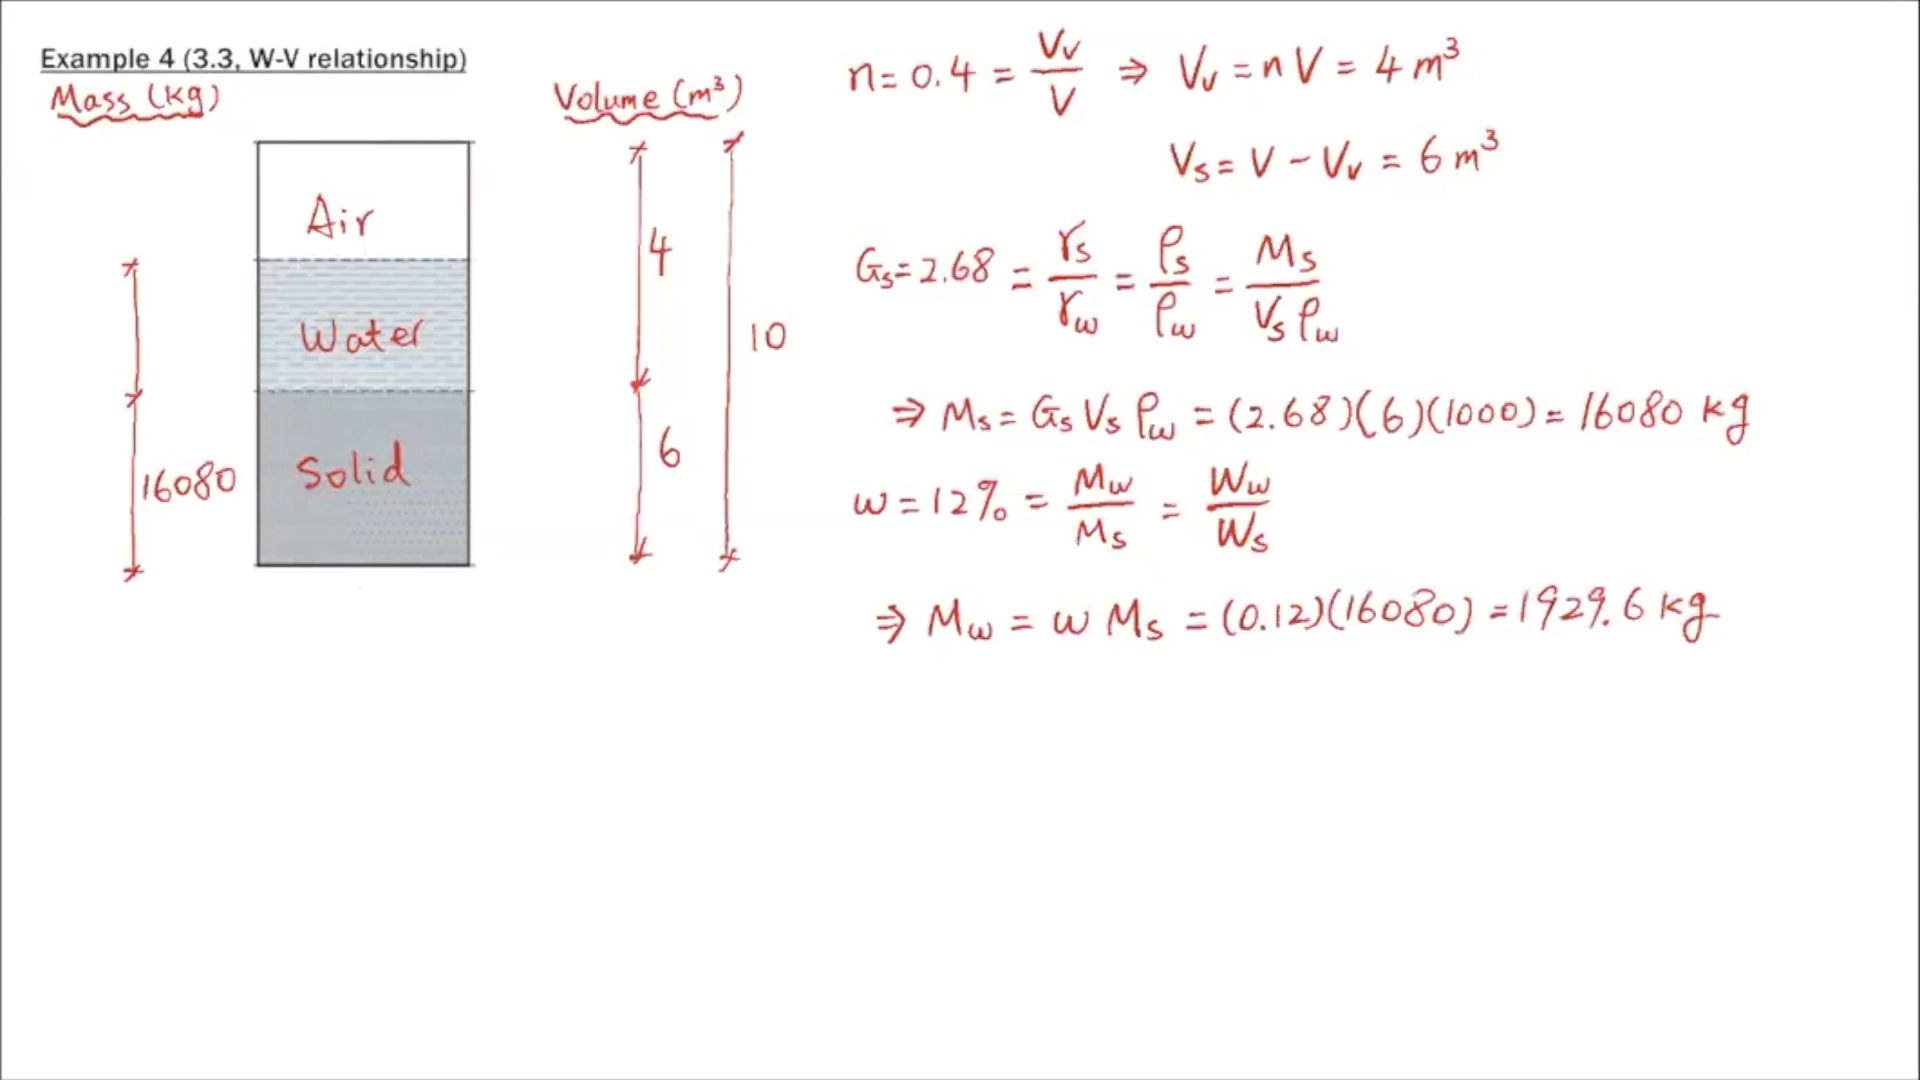 Example 4 (3.3, W-V relationship)
Mass (kg)
Volume (m³)
Air
Water
Solid
16080
4
6
10
n = 0.4 = Vv/V ⇒ Vv = nV = 4 m³
Vs = V - Vv = 6 m³
Gs = 2.68 = γs/γw = ρs/ρw = Ms/Vs ρw
⇒ Ms = Gs Vs ρw = (2.68)(6)(1000) = 16080 kg
w = 12% = Mw/Ms = Ww/Ws
⇒ Mw = w Ms = (0.12)(16080) = 1929.6 kg